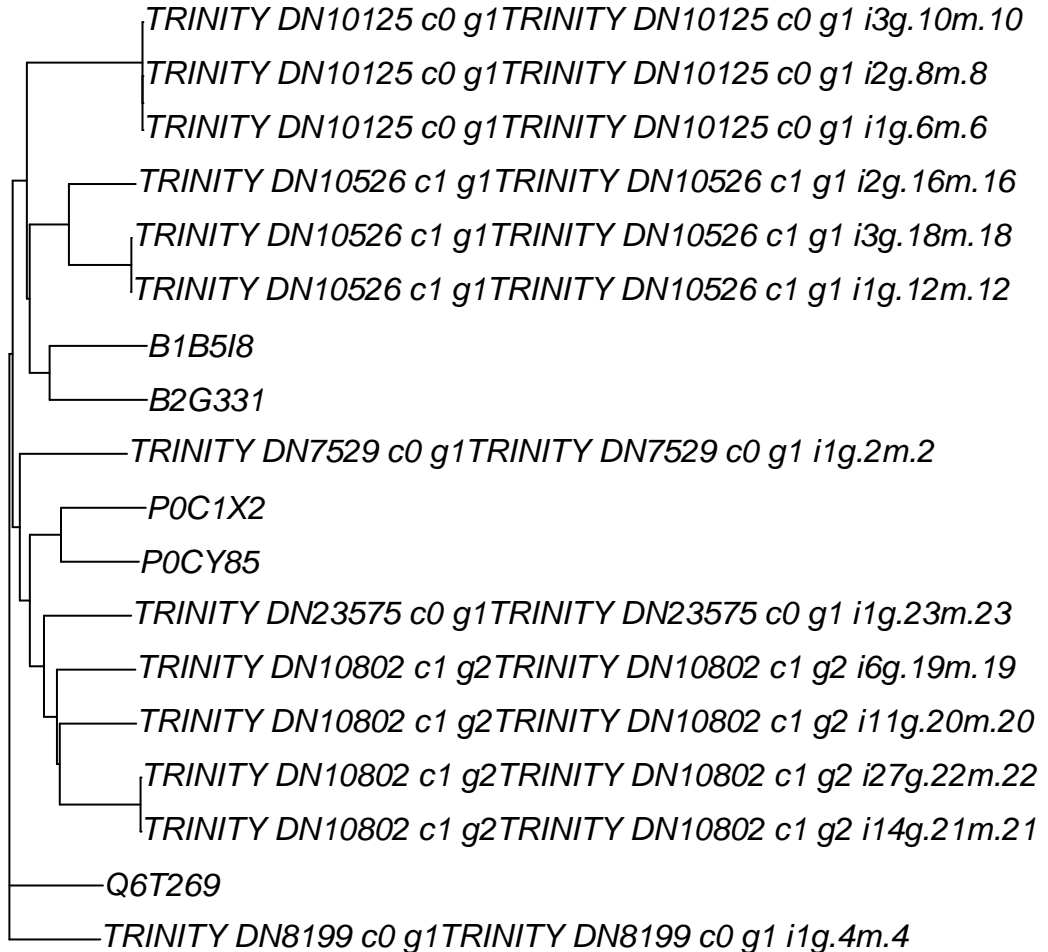 TRINITY DN10125 c0 g1TRINITY DN10125 c0 g1 i3g.10m.10
TRINITY DN10125 c0 g1TRINITY DN10125 c0 g1 i2g.8m.8
TRINITY DN10125 c0 g1TRINITY DN10125 c0 g1 i1g.6m.6
TRINITY DN10526 c1 g1TRINITY DN10526 c1 g1 i2g.16m.16
TRINITY DN10526 c1 g1TRINITY DN10526 c1 g1 i3g.18m.18
TRINITY DN10526 c1 g1TRINITY DN10526 c1 g1 i1g.12m.12
B1B5I8
B2G331
TRINITY DN7529 c0 g1TRINITY DN7529 c0 g1 i1g.2m.2
P0C1X2
P0CY85
TRINITY DN23575 c0 g1TRINITY DN23575 c0 g1 i1g.23m.23
TRINITY DN10802 c1 g2TRINITY DN10802 c1 g2 i6g.19m.19
TRINITY DN10802 c1 g2TRINITY DN10802 c1 g2 i11g.20m.20
TRINITY DN10802 c1 g2TRINITY DN10802 c1 g2 i27g.22m.22
TRINITY DN10802 c1 g2TRINITY DN10802 c1 g2 i14g.21m.21
Q6T269
TRINITY DN8199 c0 g1TRINITY DN8199 c0 g1 i1g.4m.4